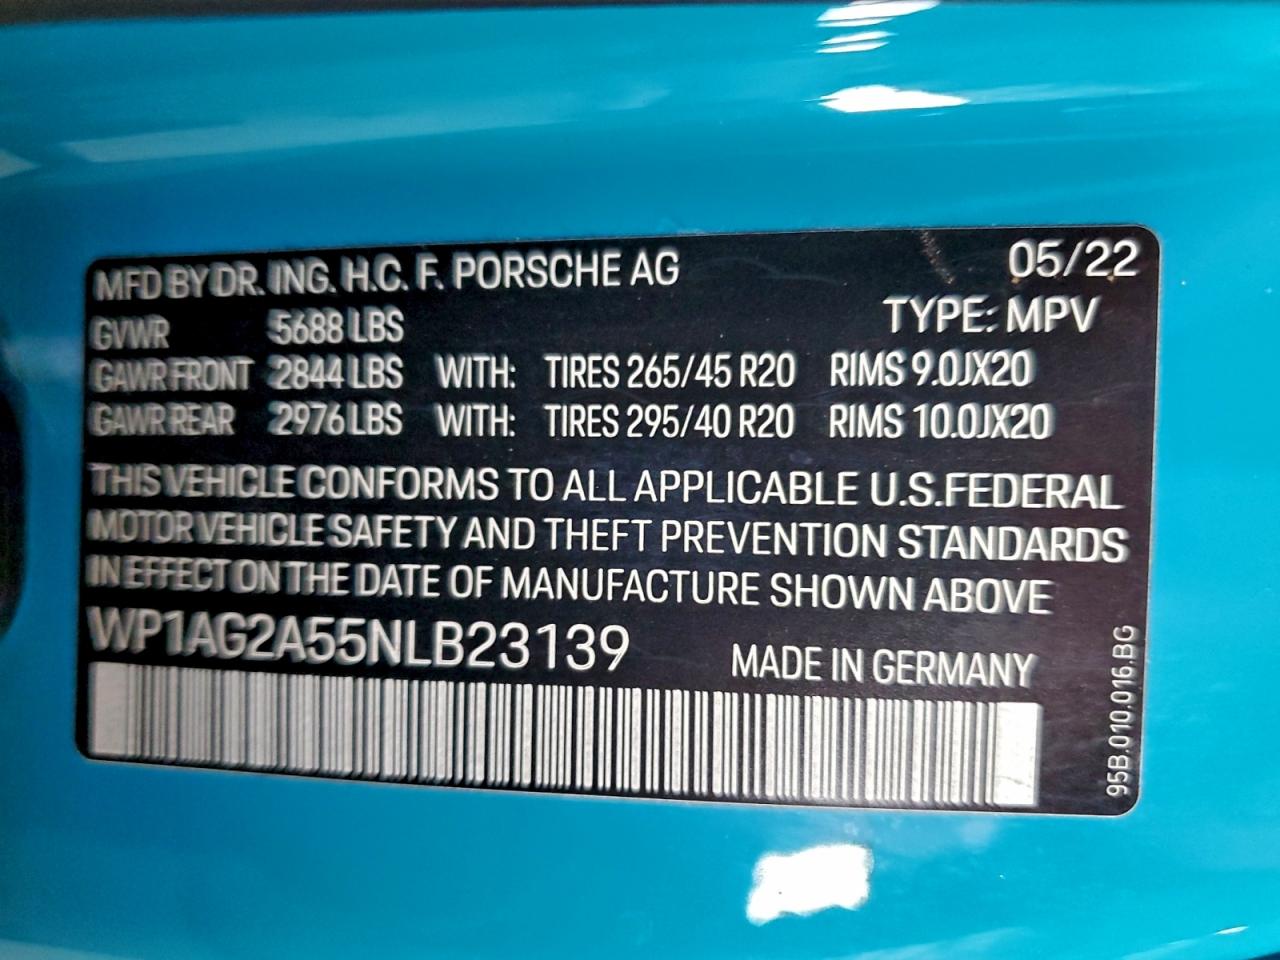 MFD BY DR. ING. H.C. F. PORSCHE AG 05/22
GVWR 5688 LBS TYPE: MPV
GAWR FRONT 2844 LBS WITH: TIRES 265/45 R20 RIMS 9.0JX20
GAWR REAR 2976 LBS WITH: TIRES 295/40 R20 RIMS 10.0JX20
THIS VEHICLE CONFORMS TO ALL APPLICABLE U.S.FEDERAL
MOTOR VEHICLE SAFETY AND THEFT PREVENTION STANDARDS
IN EFFECT ON THE DATE OF MANUFACTURE SHOWN ABOVE
WP1AG2A55NLB23139 MADE IN GERMANY
95B.010.016.BG